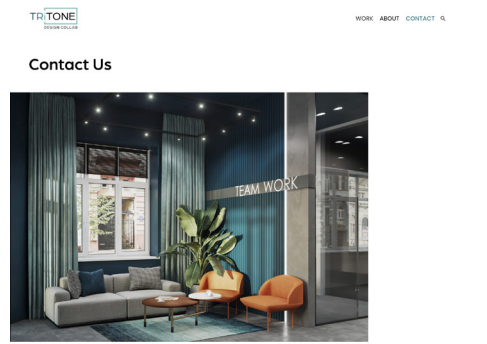 TRITONE
DESIGN COLLAB
WORK ABOUT CONTACT
Contact Us
TEAM WORK